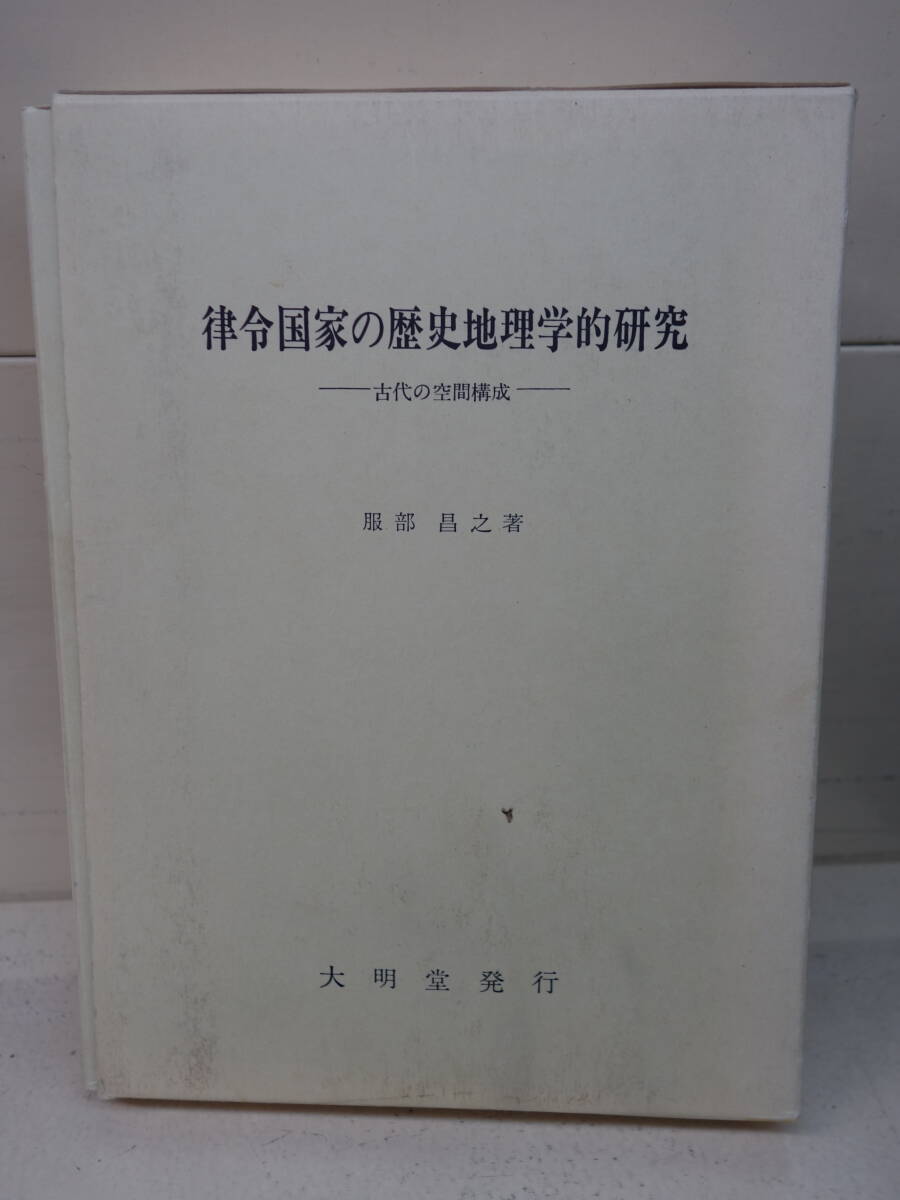 律令国家の歴史地理学的研究
――古代の空間構成――
服部昌之著
大明堂発行